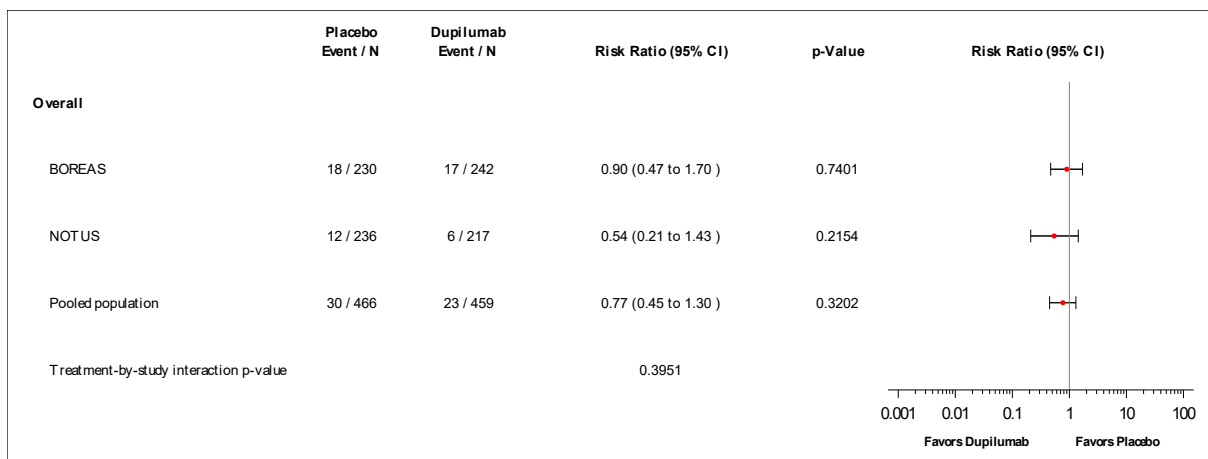 Placebo Event / N Dupilumab Event / N Risk Ratio (95% CI) p-Value Risk Ratio (95% CI)
Overall
BOREAS 18 / 230 17 / 242 0.90 (0.47 to 1.70 ) 0.7401
NOTUS 12 / 236 6 / 217 0.54 (0.21 to 1.43 ) 0.2154
Pooled population 30 / 466 23 / 459 0.77 (0.45 to 1.30 ) 0.3202
Treatment-by-study interaction p-value 0.3951
0.001 0.01 0.1 1 10 100
Favors Dupilumab Favors Placebo